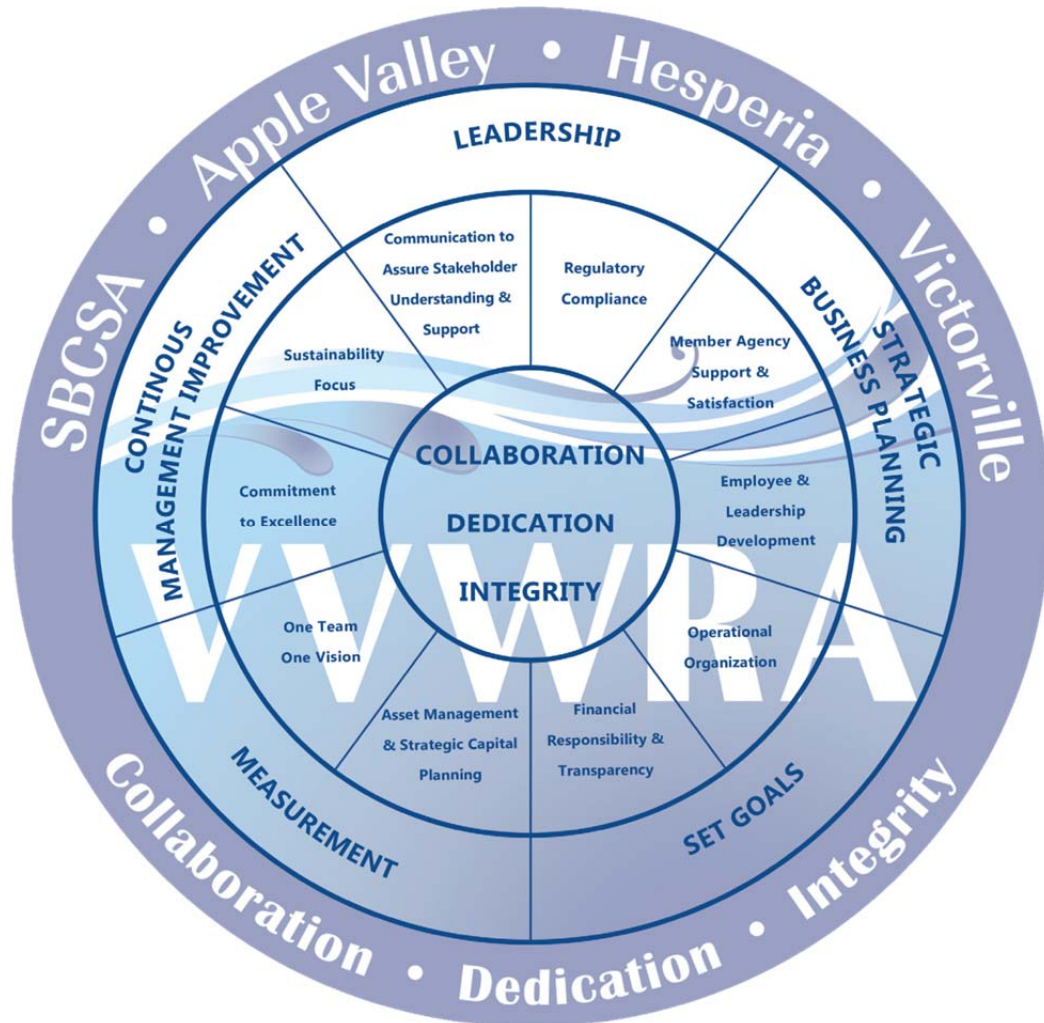 SBCSA • Apple Valley • Hesperia • Victorville
LEADERSHIP
CONTINOUS
MANAGEMENT IMPROVEMENT
STRATEGIC
BUSINESS PLANNING
Communication to
Assure Stakeholder
Understanding &
Support
Regulatory
Compliance
Sustainability
Focus
Member Agency
Support &
Satisfaction
COLLABORATION
DEDICATION
INTEGRITY
Commitment
to Excellence
Employee &
Leadership
Development
VVWRA
One Team
One Vision
Operational
Organization
Asset Management
& Strategic Capital
Planning
Financial
Responsibility &
Transparency
MEASUREMENT
SET GOALS
Collaboration • Dedication • Integrity